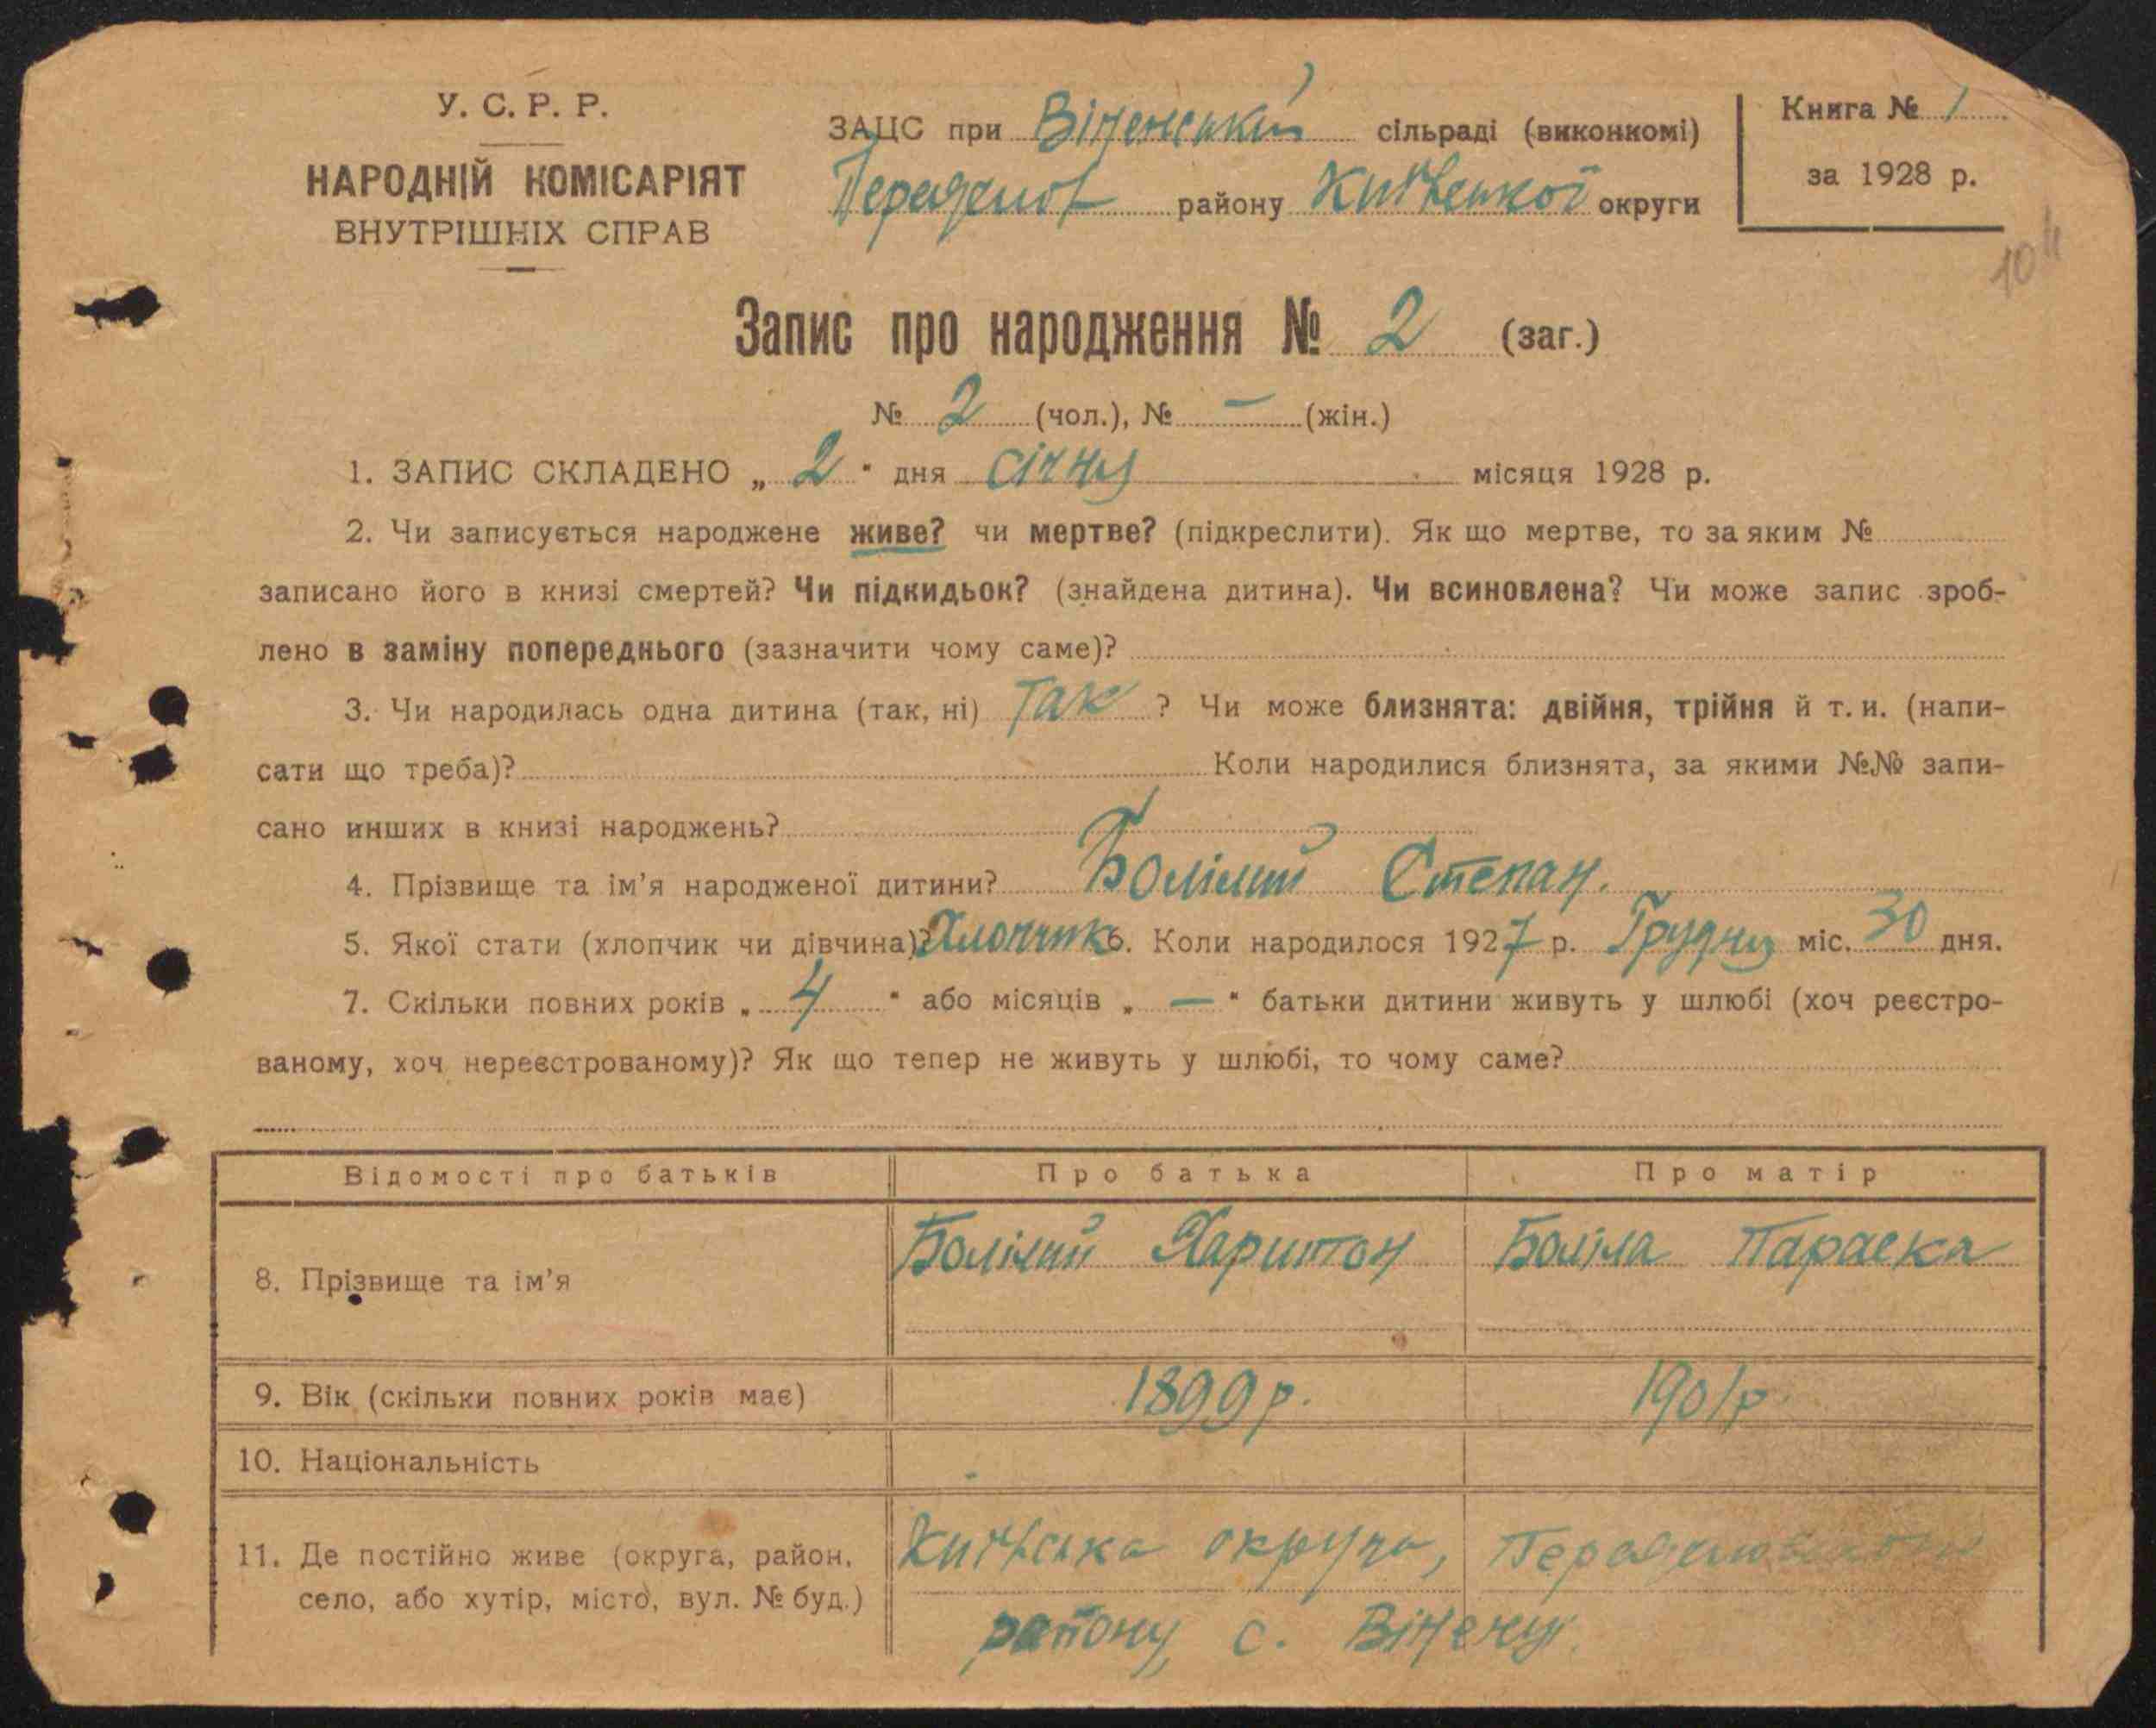 У. С. Р. Р.
НАРОДНІЙ КОМІСАРІЯТ
ВНУТРІШНІХ СПРАВ
ЗАЦС при Віненській сільраді (виконкомі)
району Київської округи
Книга № 1
за 1928 р.
104
Запис про народження № 2 (заг.)
№ 2 (чол.), № — (жін.)
1. ЗАПИС СКЛАДЕНО „ 2 " дня січня місяця 1928 р.
2. Чи записується народжене живе? чи мертве? (підкреслити). Як що мертве, то за яким №
записано його в книзі смертей? Чи підкидьок? (знайдена дитина). Чи всиновлена? Чи може запис зроб-
лено в заміну попереднього (зазначити чому саме)?
3. Чи народилась одна дитина (так, ні) Так ? Чи може близнята: двійня, трійня й т. и. (напи-
сати що треба)? Коли народилися близнята, за якими №№ запи-
сано инших в книзі народжень?
4. Прізвище та ім'я народженої дитини? Болілий Степан.
5. Якої стати (хлопчик чи дівчина)? Хлопчик 6. Коли народилося 1927 р. Грудня міс. 30 дня.
7. Скільки повних років „ 4 " або місяців „ — " батьки дитини живуть у шлюбі (хоч реєстро-
ваному, хоч нереєстрованому)? Як що тепер не живуть у шлюбі, то чому саме?
Відомості про батьків Про батька Про матір
8. Прізвище та ім'я Болілий Харитон Боліла Параска
9. Вік (скільки повних років має) 1899 р. 1901 р.
10. Національність
11. Де постійно живе (округа, район, Київська округа,
село, або хутір, місто, вул. № буд.) району с.